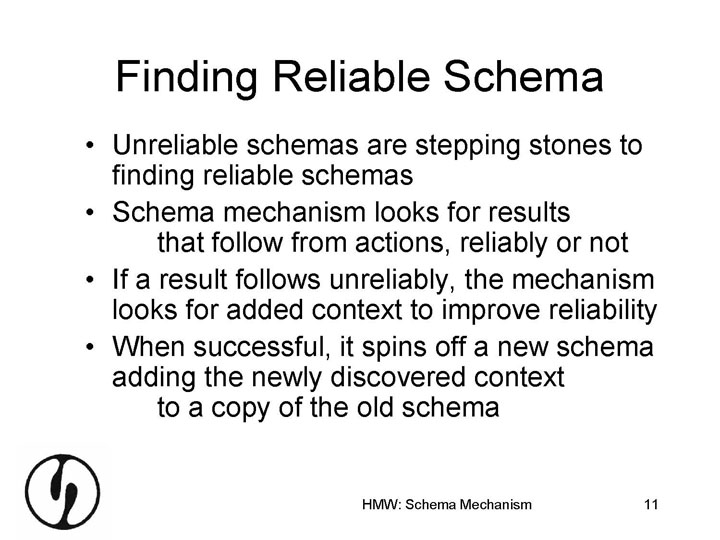 Finding Reliable Schema
• Unreliable schemas are stepping stones to
finding reliable schemas
• Schema mechanism looks for results
that follow from actions, reliably or not
• If a result follows unreliably, the mechanism
looks for added context to improve reliability
• When successful, it spins off a new schema
adding the newly discovered context
to a copy of the old schema
HMW: Schema Mechanism
11